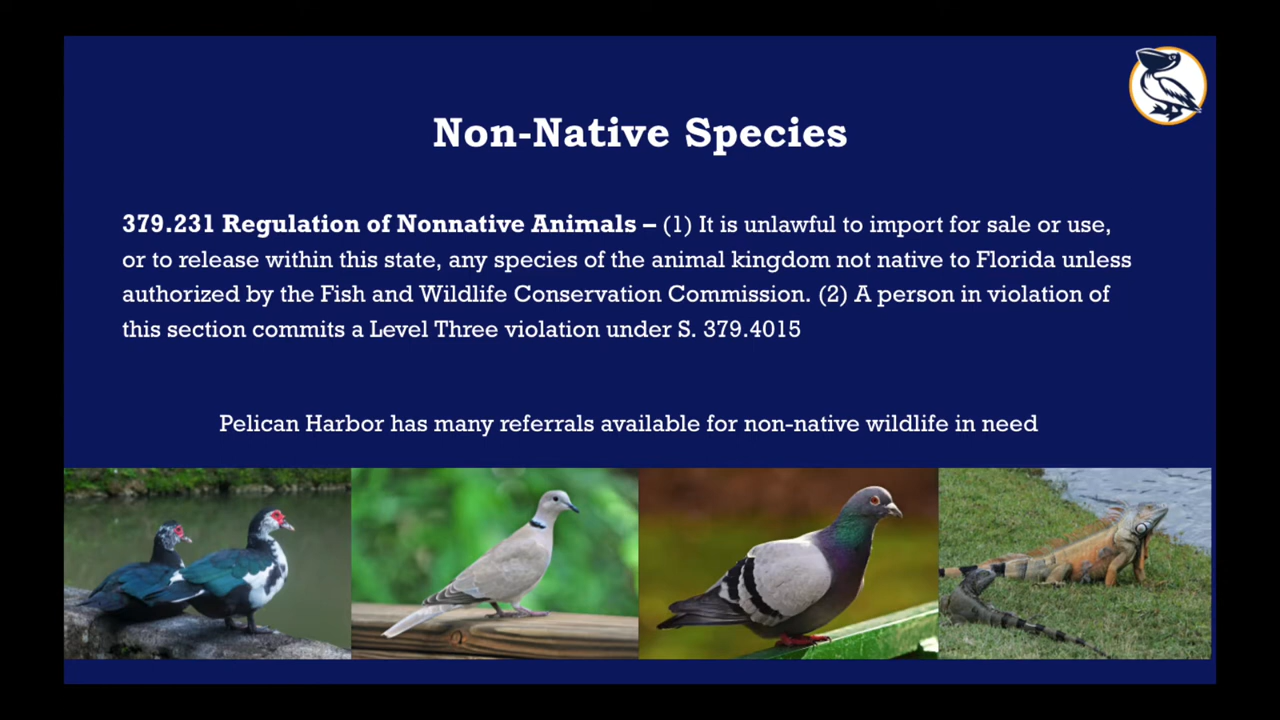 Non-Native Species
379.231 Regulation of Nonnative Animals – (1) It is unlawful to import for sale or use,
or to release within this state, any species of the animal kingdom not native to Florida unless
authorized by the Fish and Wildlife Conservation Commission. (2) A person in violation of
this section commits a Level Three violation under S. 379.4015
Pelican Harbor has many referrals available for non-native wildlife in need